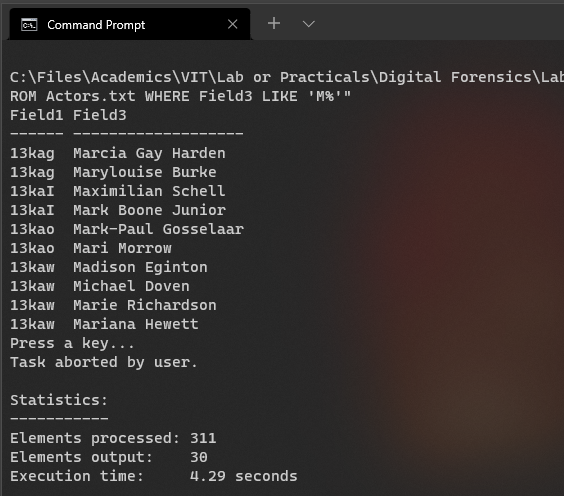 Command Prompt
C:\Files\Academics\VIT\Lab or Practicals\Digital Forensics\Lab
ROM Actors.txt WHERE Field3 LIKE 'M%'"
Field1 Field3
------ -------------------
13kag  Marcia Gay Harden
13kag  Marylouise Burke
13kaI  Maximilian Schell
13kaI  Mark Boone Junior
13kao  Mark-Paul Gosselaar
13kao  Mari Morrow
13kaw  Madison Eginton
13kaw  Michael Doven
13kaw  Marie Richardson
13kaw  Mariana Hewett
Press a key...
Task aborted by user.
Statistics:
-----------
Elements processed: 311
Elements output:    30
Execution time:     4.29 seconds